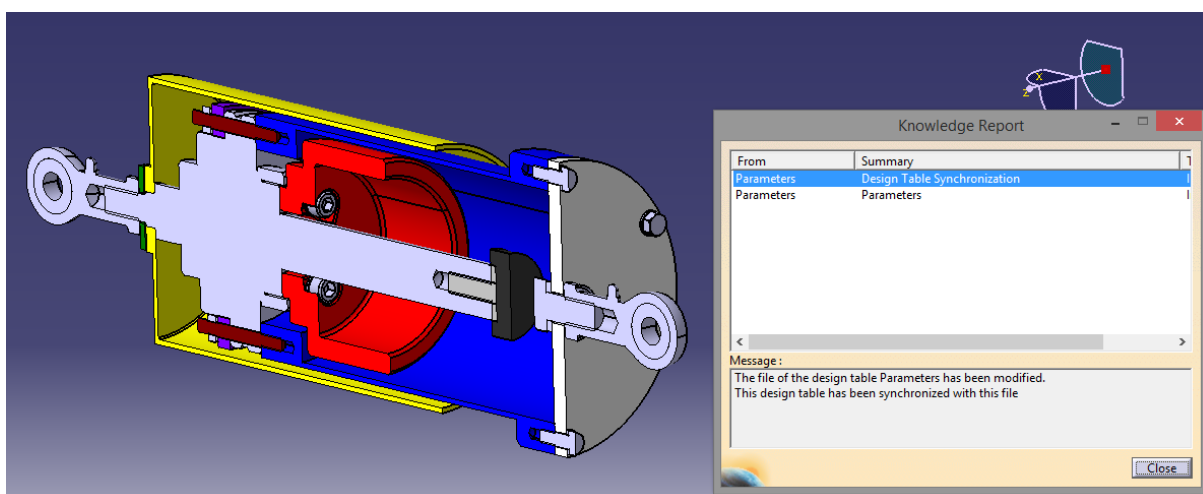 x
z
Knowledge Report
From Summary
Parameters Design Table Synchronization
Parameters Parameters
Message :
The file of the design table Parameters has been modified.
This design table has been synchronized with this file
Close